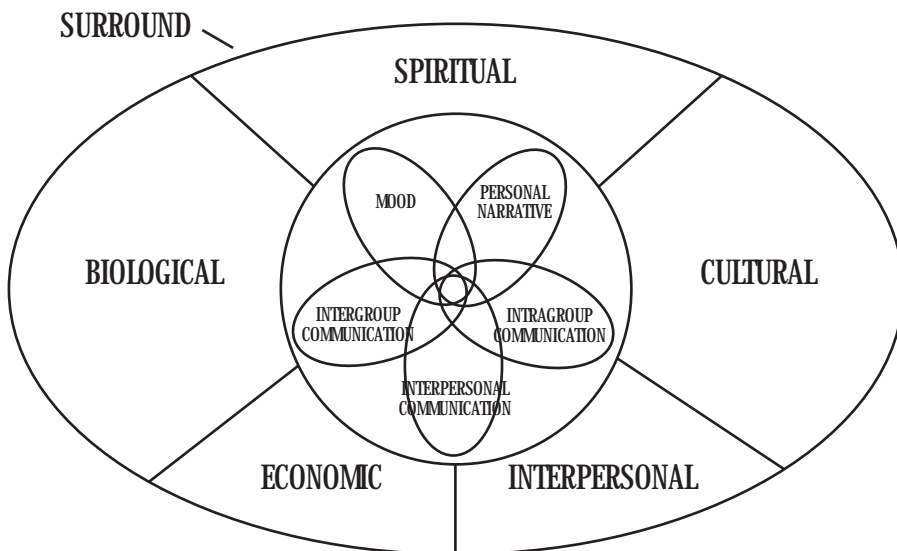 SURROUND
SPIRITUAL
MOOD
PERSONAL
NARRATIVE
BIOLOGICAL
CULTURAL
INTERGROUP
COMMUNICATION
INTRAGROUP
COMMUNICATION
INTERPERSONAL
COMMUNICATION
ECONOMIC
INTERPERSONAL